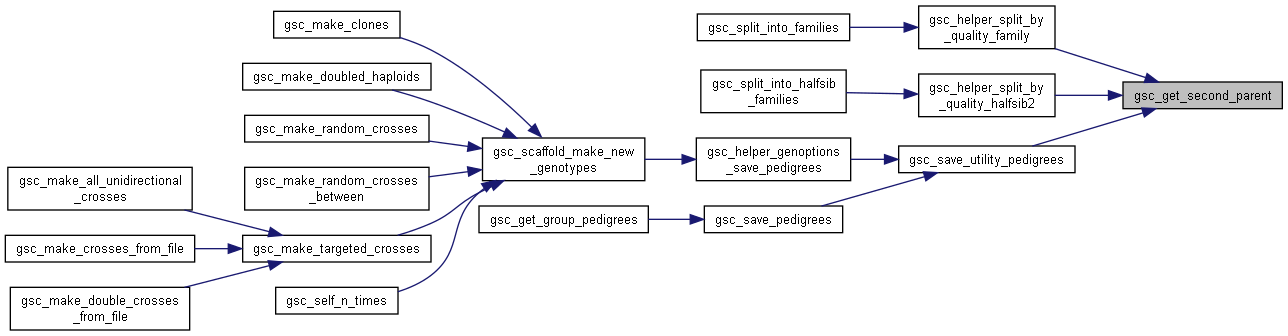 gsc_make_clones
gsc_make_doubled_haploids
gsc_make_random_crosses
gsc_make_random_crosses
_between
gsc_make_all_unidirectional
_crosses
gsc_make_crosses_from_file
gsc_make_double_crosses
_from_file
gsc_make_targeted_crosses
gsc_self_n_times
gsc_scaffold_make_new
_genotypes
gsc_get_group_pedigrees
gsc_split_into_families
gsc_split_into_halfsib
_families
gsc_helper_genoptions
_save_pedigrees
gsc_save_pedigrees
gsc_helper_split_by
_quality_family
gsc_helper_split_by
_quality_halfsib2
gsc_save_utility_pedigrees
gsc_get_second_parent